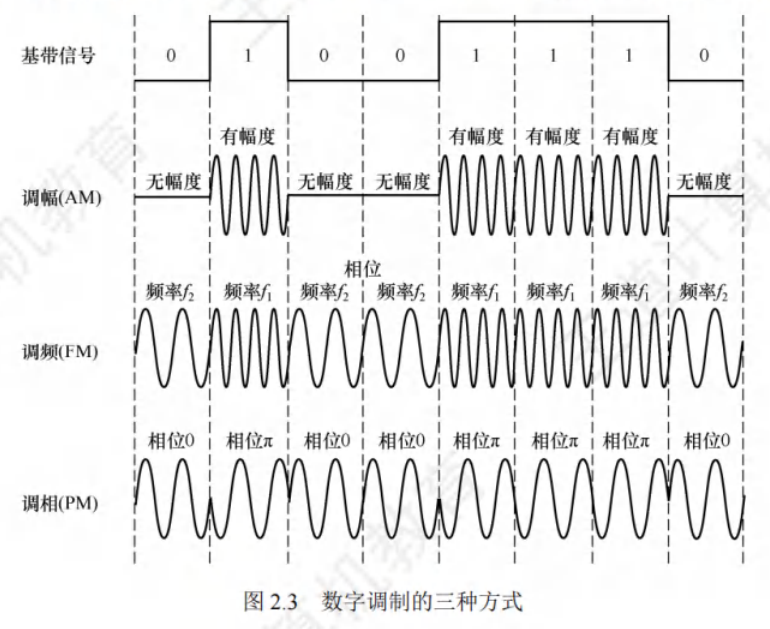 基带信号 0 1 0 0 1 1 1 0
有幅度 有幅度 有幅度 有幅度
无幅度 无幅度 无幅度 无幅度
调幅(AM)
相位
频率f₂ 频率f₁ 频率f₂ 频率f₂ 频率f₁ 频率f₁ 频率f₁ 频率f₂
调频(FM)
相位0 相位π 相位0 相位0 相位π 相位π 相位π 相位0
调相(PM)
图 2.3 数字调制的三种方式
机教育
机教育